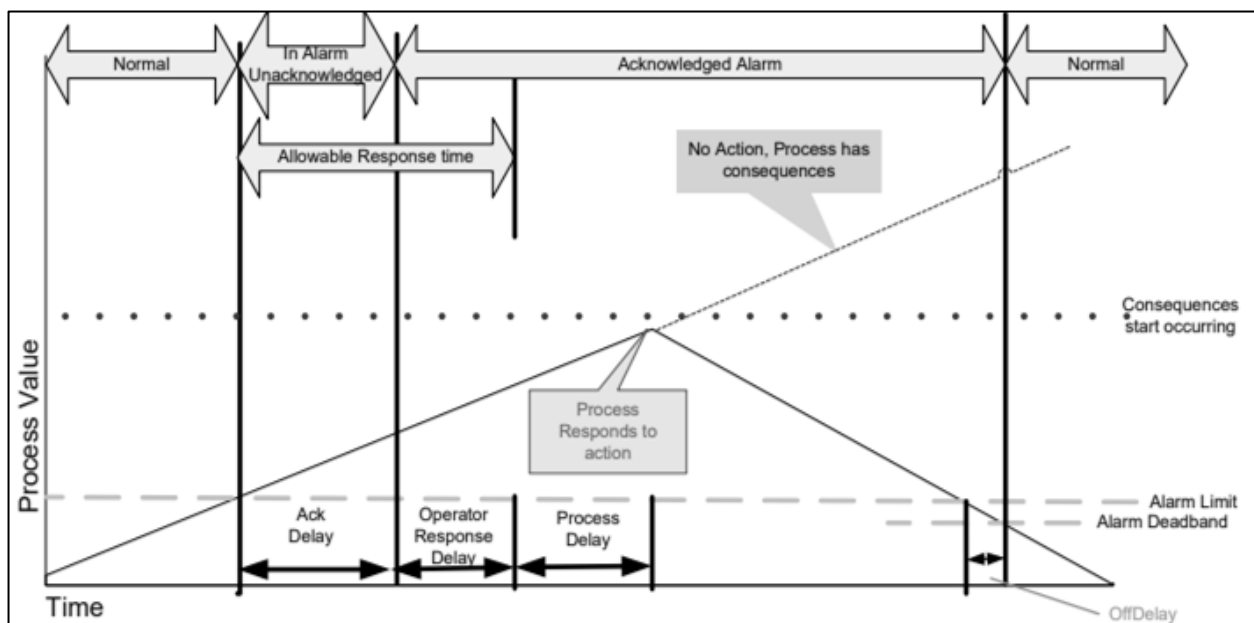 Normal
In Alarm
Unacknowledged
Acknowledged Alarm
Normal
Allowable Response time
No Action, Process has
consequences
Consequences
start occurring
Process Value
Process
Responds to
action
Alarm Limit
Alarm Deadband
Ack
Delay
Operator
Response
Delay
Process
Delay
Time
OffDelay